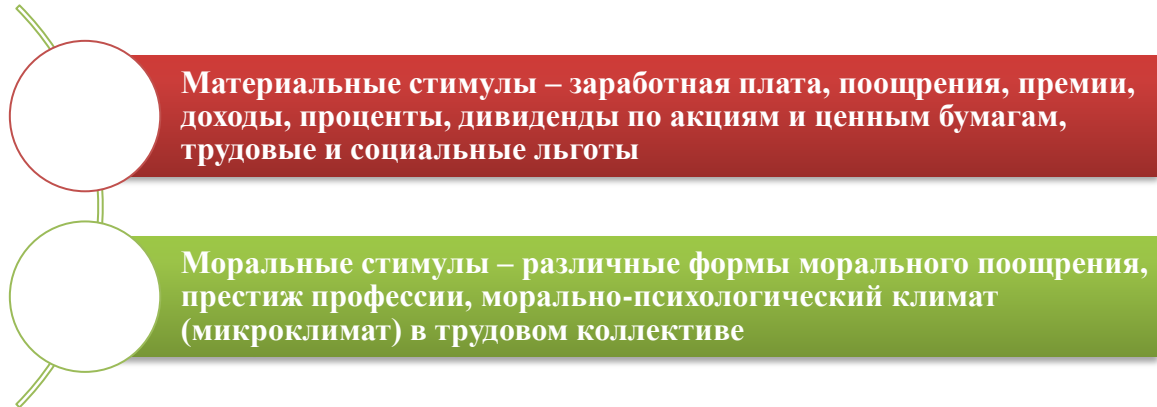 Материальные стимулы – заработная плата, поощрения, премии,
доходы, проценты, дивиденды по акциям и ценным бумагам,
трудовые и социальные льготы
Моральные стимулы – различные формы морального поощрения,
престиж профессии, морально-психологический климат
(микроклимат) в трудовом коллективе